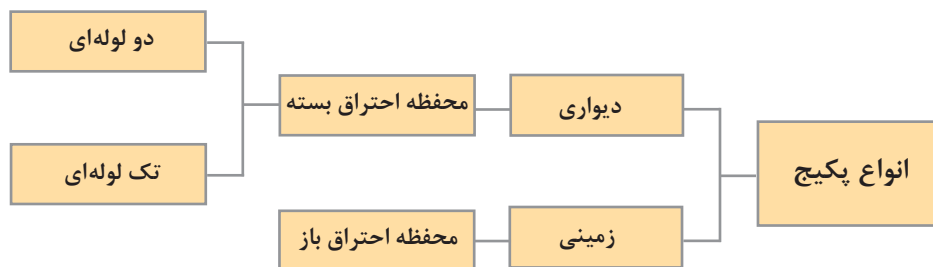 انواع پکیج
دیواری
محفظه احتراق بسته
دو لوله‌ای
تک لوله‌ای
زمینی
محفظه احتراق باز